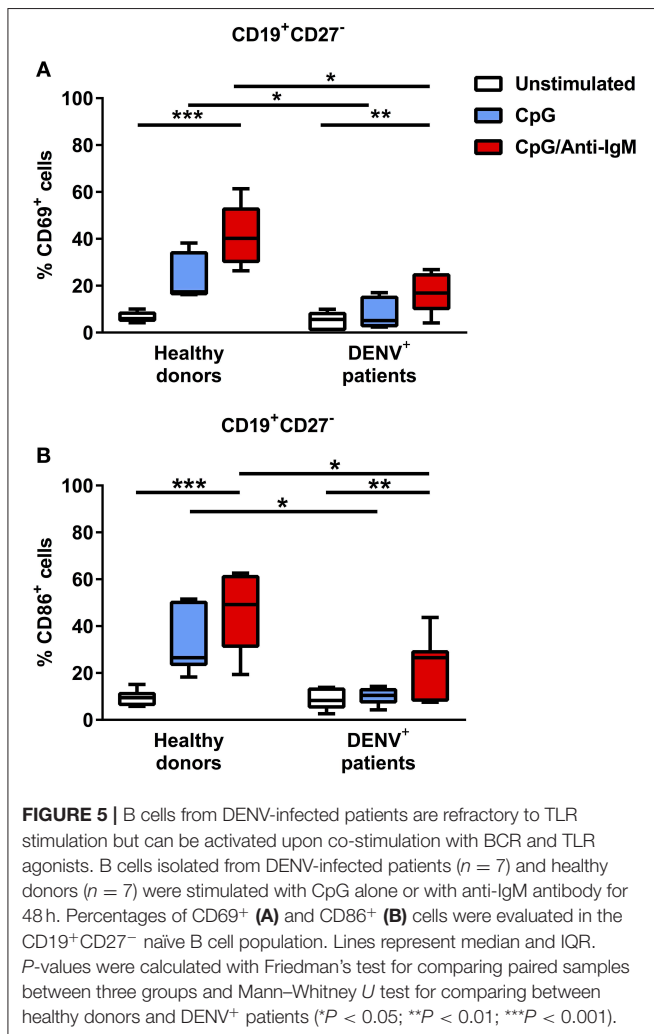 CD19⁺CD27⁻
A
Unstimulated
CpG
CpG/Anti-IgM
*
*
***
**
100
80
60
40
20
0
% CD69⁺ cells
Healthy donors
DENV⁺ patients
CD19⁺CD27⁻
B
*
***
**
*
100
80
60
40
20
0
% CD86⁺ cells
Healthy donors
DENV⁺ patients
FIGURE 5 | B cells from DENV-infected patients are refractory to TLR
stimulation but can be activated upon co-stimulation with BCR and TLR
agonists. B cells isolated from DENV-infected patients (n = 7) and healthy
donors (n = 7) were stimulated with CpG alone or with anti-IgM antibody for
48 h. Percentages of CD69⁺ (A) and CD86⁺ (B) cells were evaluated in the
CD19⁺CD27⁻ naïve B cell population. Lines represent median and IQR.
P-values were calculated with Friedman's test for comparing paired samples
between three groups and Mann–Whitney U test for comparing between
healthy donors and DENV⁺ patients (*P < 0.05; **P < 0.01; ***P < 0.001).